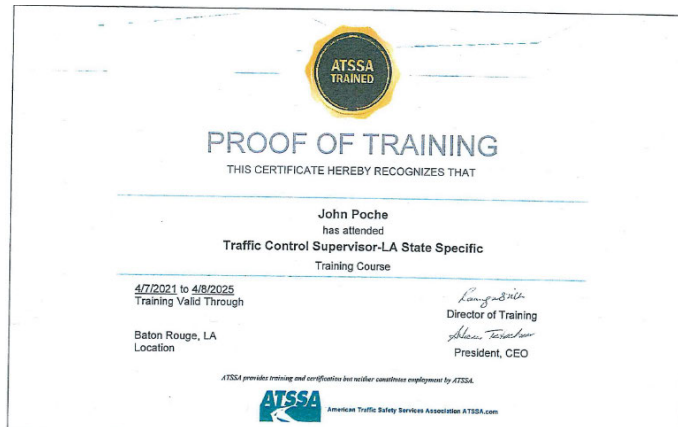 ATSSA
TRAINED
PROOF OF TRAINING
THIS CERTIFICATE HEREBY RECOGNIZES THAT
John Poche
has attended
Traffic Control Supervisor-LA State Specific
Training Course
4/7/2021 to 4/8/2025
Training Valid Through
Director of Training
Baton Rouge, LA
Location
President, CEO
ATSSA provides training and certification but neither constitutes employment by ATSSA.
ATSSA
American Traffic Safety Services Association ATSSA.com